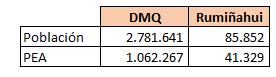 DMQ Rumiñahui
Población 2.781.641 85.852
PEA 1.062.267 41.329